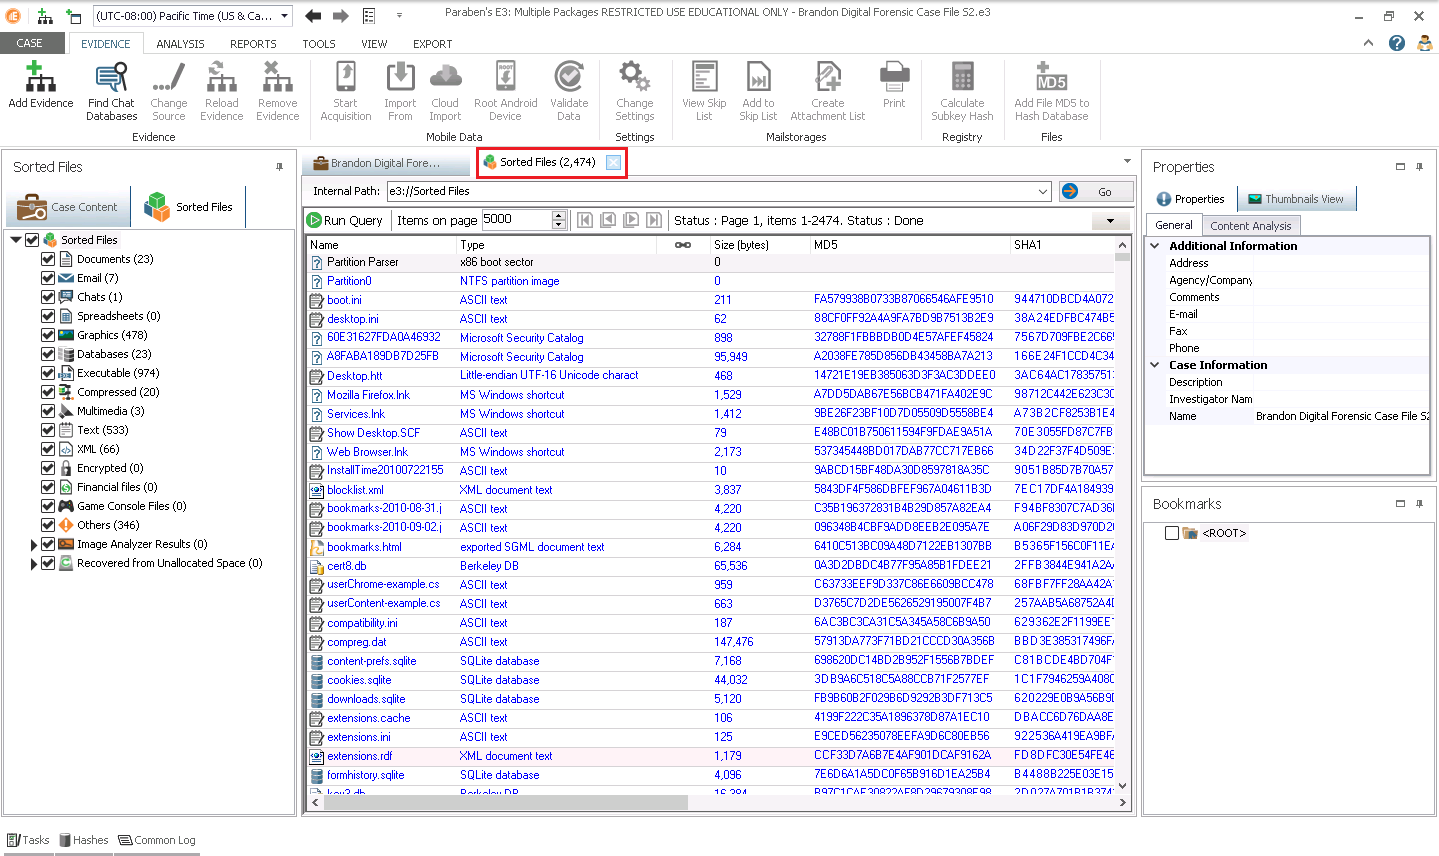 (UTC-08:00) Pacific Time (US & Ca...
Paraben's E3: Multiple Packages RESTRICTED USE EDUCATIONAL ONLY - Brandon Digital Forensic Case File S2.e3
CASE EVIDENCE ANALYSIS REPORTS TOOLS VIEW EXPORT
Add Evidence
Find Chat Databases
Change Source
Reload Evidence
Remove Evidence
Start Acquisition
Import From
Cloud Import
Root Android Device
Validate Data
Change Settings
View Skip List
Add to Skip List
Create Attachment List
Print
Calculate Subkey Hash
Add File MD5 to Hash Database
Evidence Mobile Data Settings Mailstorages Registry Files
Sorted Files
Case Content Sorted Files
Sorted Files
Documents (23)
Email (7)
Chats (1)
Spreadsheets (0)
Graphics (478)
Databases (23)
Executable (974)
Compressed (20)
Multimedia (3)
Text (533)
XML (66)
Encrypted (0)
Financial files (0)
Game Console Files (0)
Others (346)
Image Analyzer Results (0)
Recovered from Unallocated Space (0)
Brandon Digital Fore... Sorted Files (2,474)
Internal Path: e3://Sorted Files Go
Run Query Items on page 5000 Status : Page 1, items 1-2474. Status : Done
Name Type Size (bytes) MD5 SHA1
Partition Parser x86 boot sector 0
Partition0 NTFS partition image 0
boot.ini ASCII text 211 FA579938B0733B87066546AFE9510 944710DBCD4A072
desktop.ini ASCII text 62 88CF0FF92A4A9FA7BD9B7513B2E9 38A24EDFBC474B5
60E31627FDA0A46932 Microsoft Security Catalog 898 32788F1FBBBDB0D4E57AFEF45824 7567D709FBE2C665
A8FABA189DB7D25FB Microsoft Security Catalog 95,949 A2038FE785D856DB43458BA7A213 166E24F1CCD4C34
Desktop.htt Little-endian UTF-16 Unicode charact 468 14721E19EB385063D3F3AC3DDEE0 3AC64AC178357513
Mozilla Firefox.lnk MS Windows shortcut 1,529 A7DD5DAB67E56BCB471FA402E9C 98712C442E623C3C
Services.lnk MS Windows shortcut 1,412 9BE26F23BF10D7D05509D5558BE4 A73B2CF8253B1E4
Show Desktop.SCF ASCII text 79 E48BC01B750611594F9FDAE9A51A 70E3055FD87C7FB
Web Browser.lnk MS Windows shortcut 2,173 537345448BD017DAB77CC717EB66 34D22F37F4D509E3
InstallTime20100722155 ASCII text 10 9ABCD15BF48DA30D8597818A35C 9051B85D7B70A57
blocklist.xml XML document text 3,837 5843DF4F586DBFEF967A04611B3D 7EC17DF4A184939
bookmarks-2010-08-31.j ASCII text 4,220 C35B196372831B4B29D857A82EA4 F94BF8307C7AD36
bookmarks-2010-09-02.j ASCII text 4,220 096348B4CBF9ADD8EEB2E095A7E A06F29D83D970D20
bookmarks.html exported SGML document text 6,284 6410C513BC09A48D7122EB1307BB B5365F156C0F11EA
cert8.db Berkeley DB 65,536 0A3D2DBDC4B77F95A85B1FDEE21 2FFB3844E941A2AA
userChrome-example.cs ASCII text 959 C63733EEF9D337C86E6609BCC478 68FBF7FF28AA42A
userContent-example.cs ASCII text 663 D3765C7D2DE5626529195007F4B7 257AAB5A68752A4D
compatibility.ini ASCII text 187 6AC3BC3CA31C5A345A58C6B9A50 629362E2F1199EE
compreg.dat ASCII text 147,476 57913DA773F71BD21CCCD30A356B BBD3E385317496FA
content-prefs.sqlite SQLite database 7,168 698620DC14BD2B952F1556B7BDEF C81BCDE4BD704F
cookies.sqlite SQLite database 44,032 3DB9A6C518C5A88CCB71F2577EF 1C1F7946259A408C
downloads.sqlite SQLite database 5,120 FB9B60B2F029B6D9292B3DF713C5 620229E0B9A56B9D
extensions.cache ASCII text 106 4199F222C35A1896378D87A1EC10 DBACC6D76DAA8E
extensions.ini ASCII text 125 E9CED56235078EEFA9D6C80EB56 922536A419EA9BFA
extensions.rdf XML document text 1,179 CCF33D7A6B7E4AF901DCAF9162A FD8DFC30E54FE46
formhistory.sqlite SQLite database 4,096 7E6D6A1A5DC0F65B916D1EA25B4 B4488B225E03E15
key3.db Berkeley DB 16,384
Properties
Properties Thumbnails View
General Content Analysis
Additional Information
Address
Agency/Company
Comments
E-mail
Fax
Phone
Case Information
Description
Investigator Nam
Name Brandon Digital Forensic Case File S2
Bookmarks
<ROOT>
Tasks Hashes Common Log